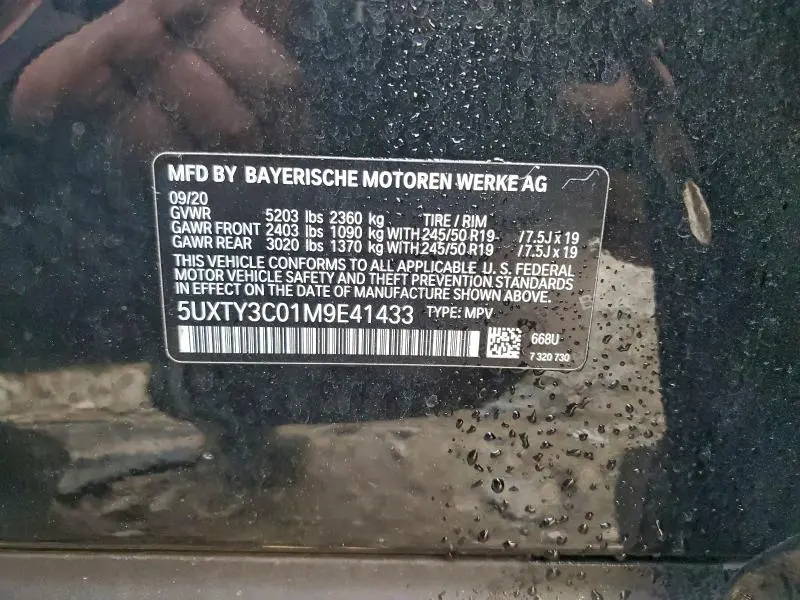 MFD BY BAYERISCHE MOTOREN WERKE AG
09/20
GVWR 5203 lbs 2360 kg TIRE / RIM
GAWR FRONT 2403 lbs 1090 kg WITH 245/50 R19 / 7.5J x 19
GAWR REAR 3020 lbs 1370 kg WITH 245/50 R19 / 7.5J x 19
THIS VEHICLE CONFORMS TO ALL APPLICABLE U. S. FEDERAL
MOTOR VEHICLE SAFETY AND THEFT PREVENTION STANDARDS
IN EFFECT ON THE DATE OF MANUFACTURE SHOWN ABOVE.
5UXTY3C01M9E41433 TYPE: MPV
668U
7 320 730